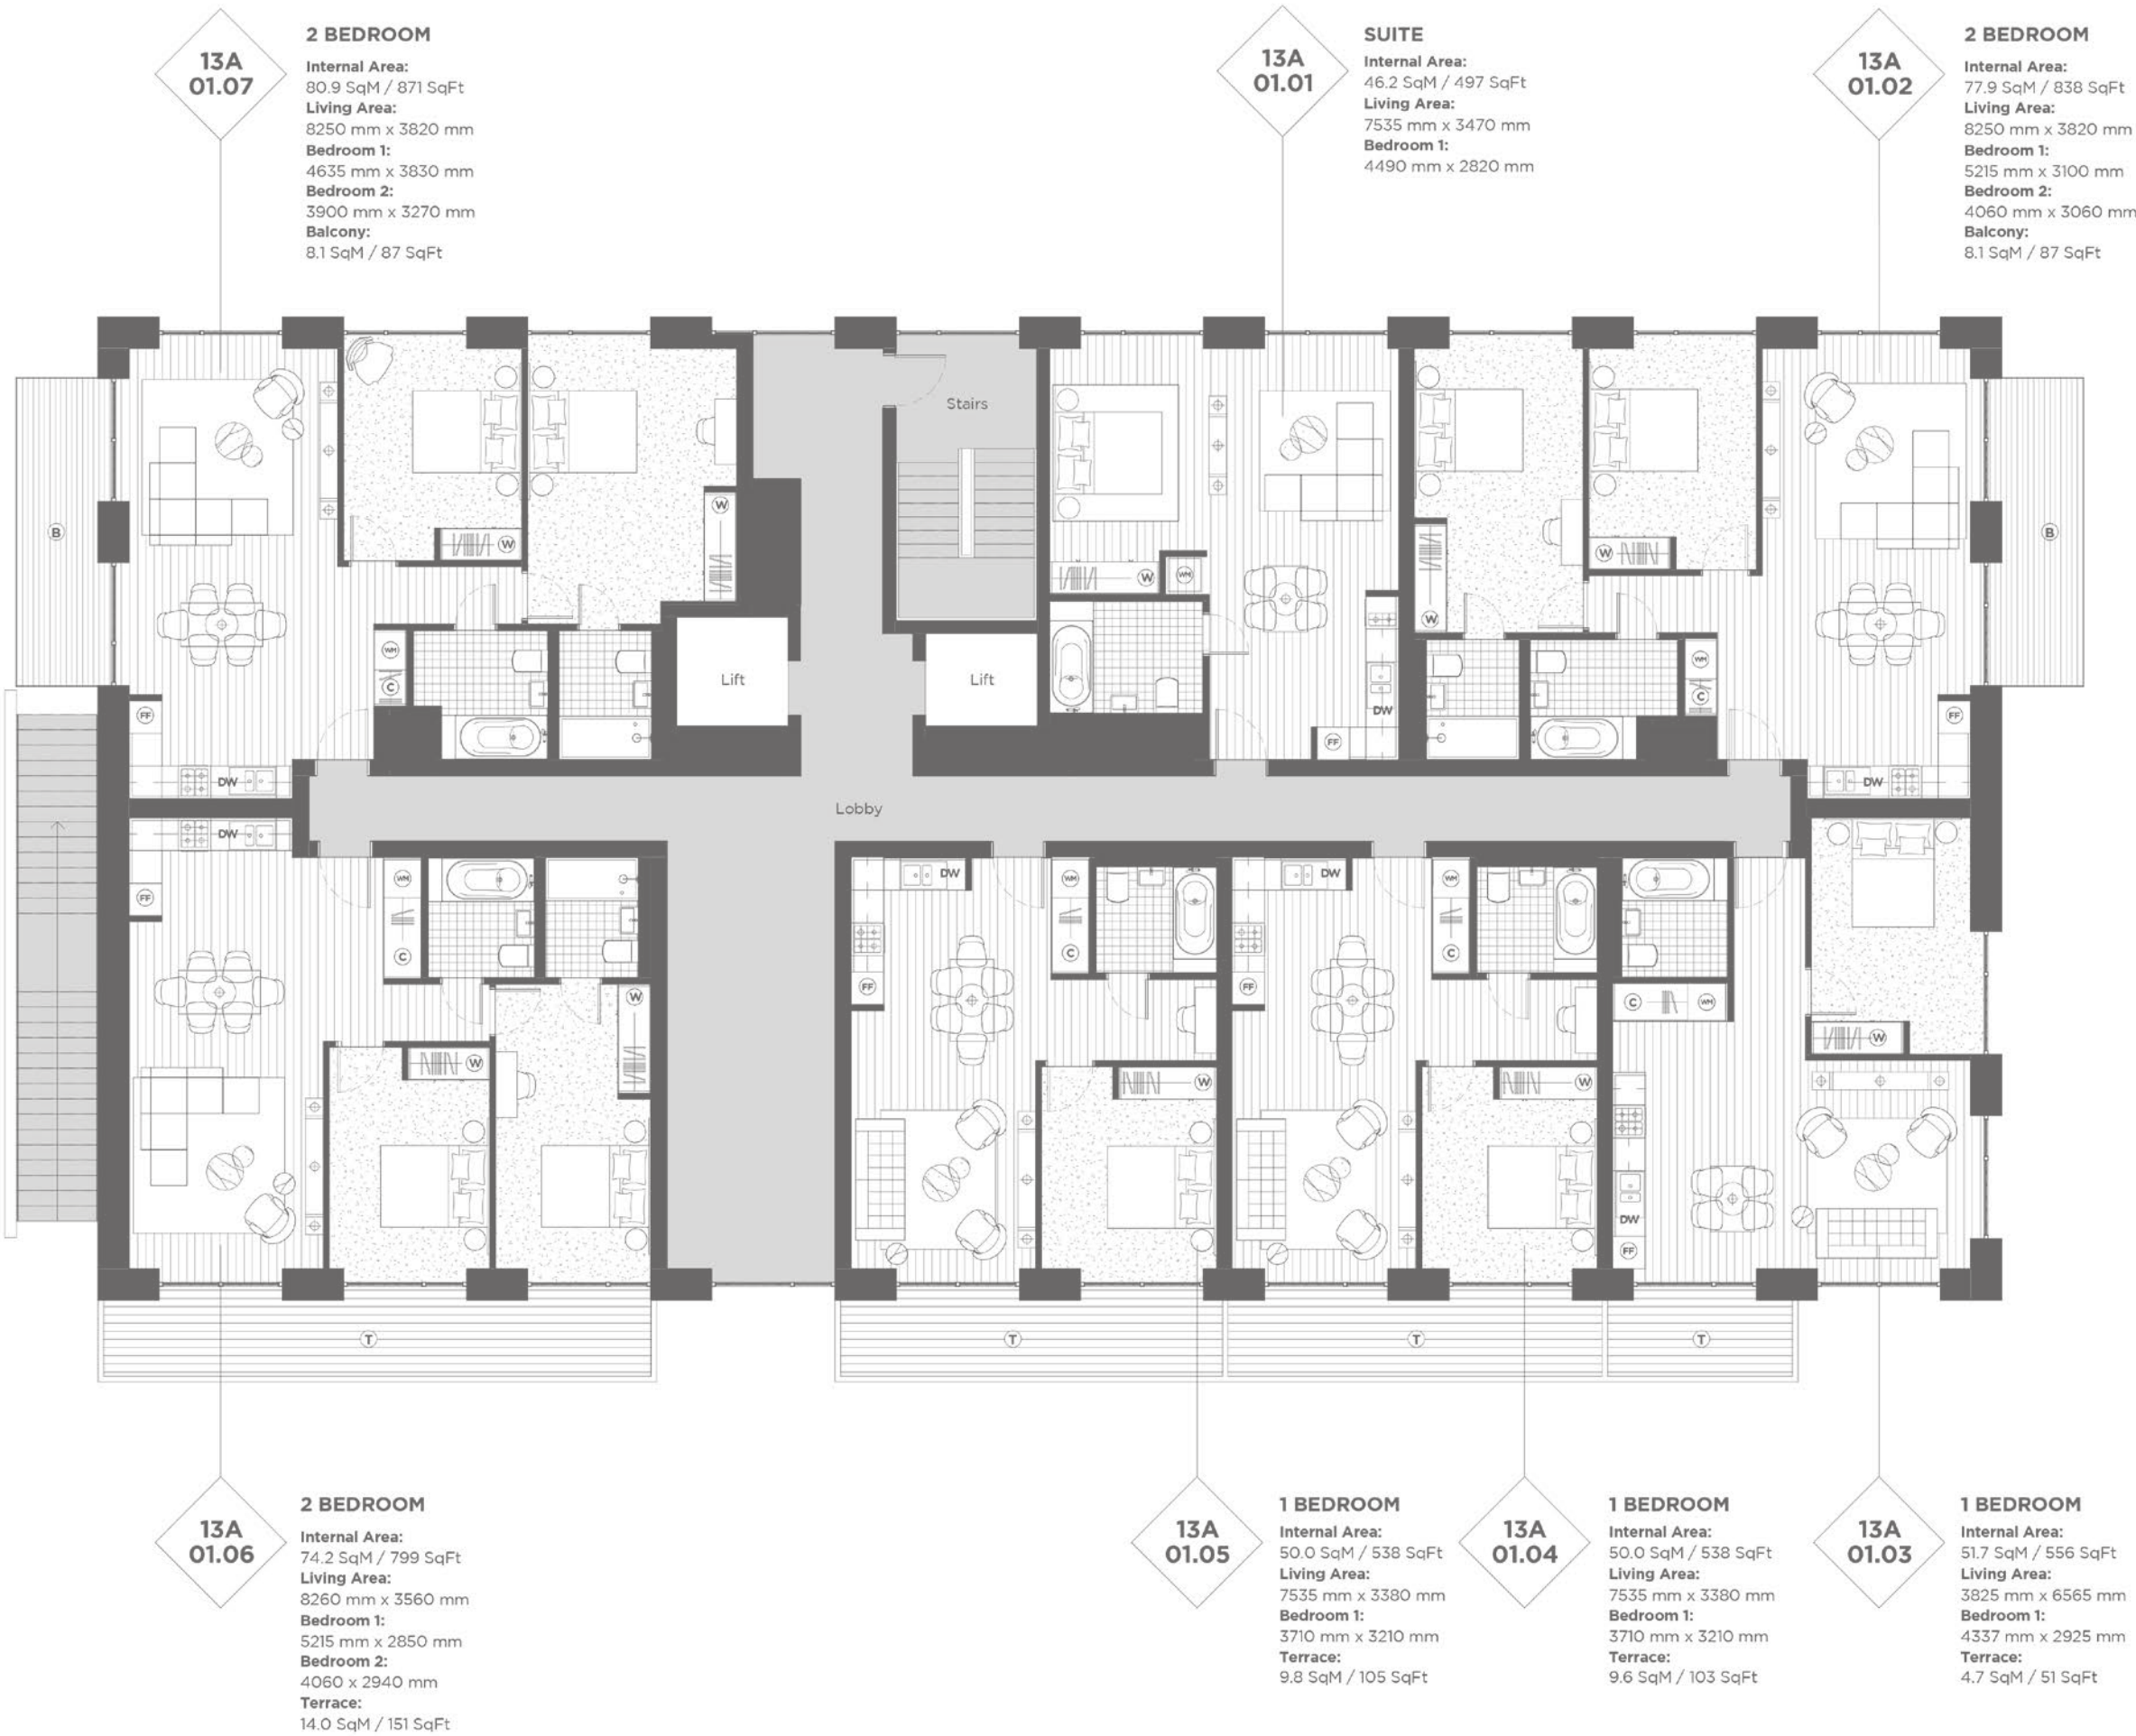 13A
01.07
2 BEDROOM
Internal Area:
80.9 SqM / 871 SqFt
Living Area:
8250 mm x 3820 mm
Bedroom 1:
4635 mm x 3830 mm
Bedroom 2:
3900 mm x 3270 mm
Balcony:
8.1 SqM / 87 SqFt
13A
01.01
SUITE
Internal Area:
46.2 SqM / 497 SqFt
Living Area:
7535 mm x 3470 mm
Bedroom 1:
4490 mm x 2820 mm
13A
01.02
2 BEDROOM
Internal Area:
77.9 SqM / 838 SqFt
Living Area:
8250 mm x 3820 mm
Bedroom 1:
5215 mm x 3100 mm
Bedroom 2:
4060 mm x 3060 mm
Balcony:
8.1 SqM / 87 SqFt
Stairs
W
B
W
W
WM
W
W
B
WM
C
Lift
Lift
WM
C
FF
DW
FF
FF
DW
DW
Lobby
DW
FF
WM
C
DW
FF
WM
C
DW
FF
WM
C
C
WM
W
W
W
W
W
DW
FF
T
T
T
T
13A
01.06
2 BEDROOM
Internal Area:
74.2 SqM / 799 SqFt
Living Area:
8260 mm x 3560 mm
Bedroom 1:
5215 mm x 2850 mm
Bedroom 2:
4060 x 2940 mm
Terrace:
14.0 SqM / 151 SqFt
13A
01.05
1 BEDROOM
Internal Area:
50.0 SqM / 538 SqFt
Living Area:
7535 mm x 3380 mm
Bedroom 1:
3710 mm x 3210 mm
Terrace:
9.8 SqM / 105 SqFt
13A
01.04
1 BEDROOM
Internal Area:
50.0 SqM / 538 SqFt
Living Area:
7535 mm x 3380 mm
Bedroom 1:
3710 mm x 3210 mm
Terrace:
9.6 SqM / 103 SqFt
13A
01.03
1 BEDROOM
Internal Area:
51.7 SqM / 556 SqFt
Living Area:
3825 mm x 6565 mm
Bedroom 1:
4337 mm x 2925 mm
Terrace:
4.7 SqM / 51 SqFt